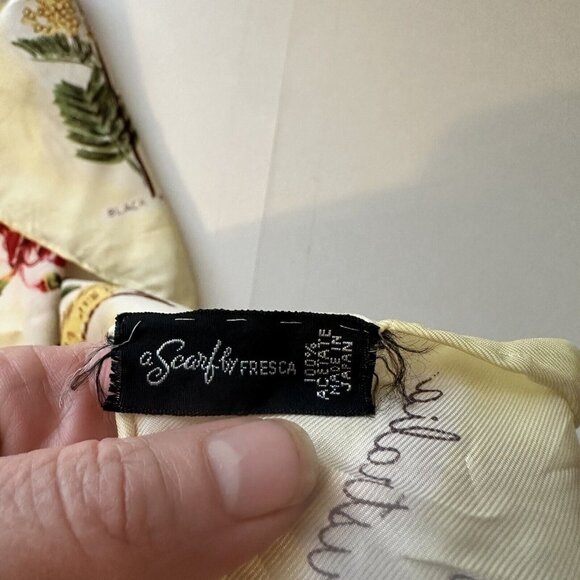 BLACK
a Scarf by FRESCA
100%
ACETATE
MADE IN
JAPAN